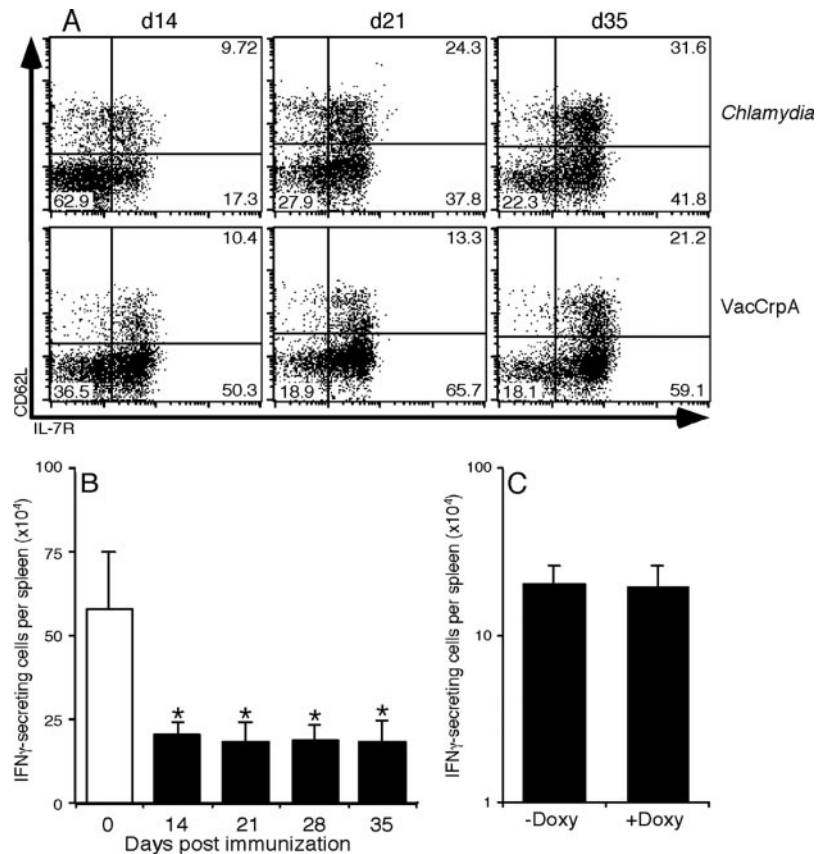 A
d14
d21
d35
9.72
24.3
31.6
Chlamydia
62.9
17.3
27.9
37.8
22.3
41.8
10.4
13.3
21.2
VacCrpA
36.5
50.3
18.9
65.7
18.1
59.1
CD62L
IL-7R
B
IFNγ-secreting cells per spleen (x10⁴)
100
75
50
25
0
* * * *
0 14 21 28 35
Days post immunization
C
IFNγ-secreting cells per spleen (x10⁴)
100
10
1
-Doxy +Doxy